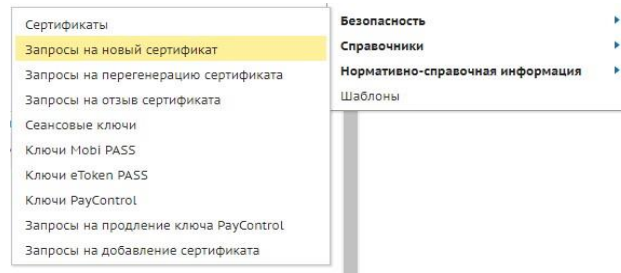 Сертификаты
Запросы на новый сертификат
Запросы на перегенерацию сертификата
Запросы на отзыв сертификата
Сеансовые ключи
Ключи Mobi PASS
Ключи eToken PASS
Ключи PayControl
Запросы на продление ключа PayControl
Запросы на добавление сертификата
Безопасность
Справочники
Нормативно-справочная информация
Шаблоны